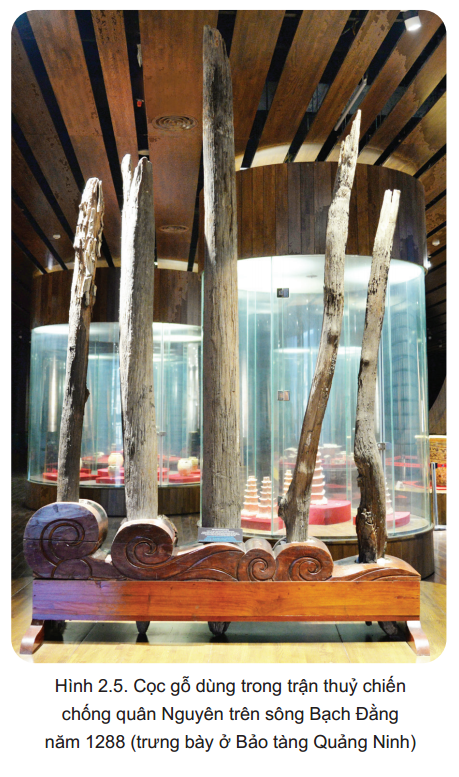 Hình 2.5. Cọc gỗ dùng trong trận thuỷ chiến
chống quân Nguyên trên sông Bạch Đằng
năm 1288 (trưng bày ở Bảo tàng Quảng Ninh)